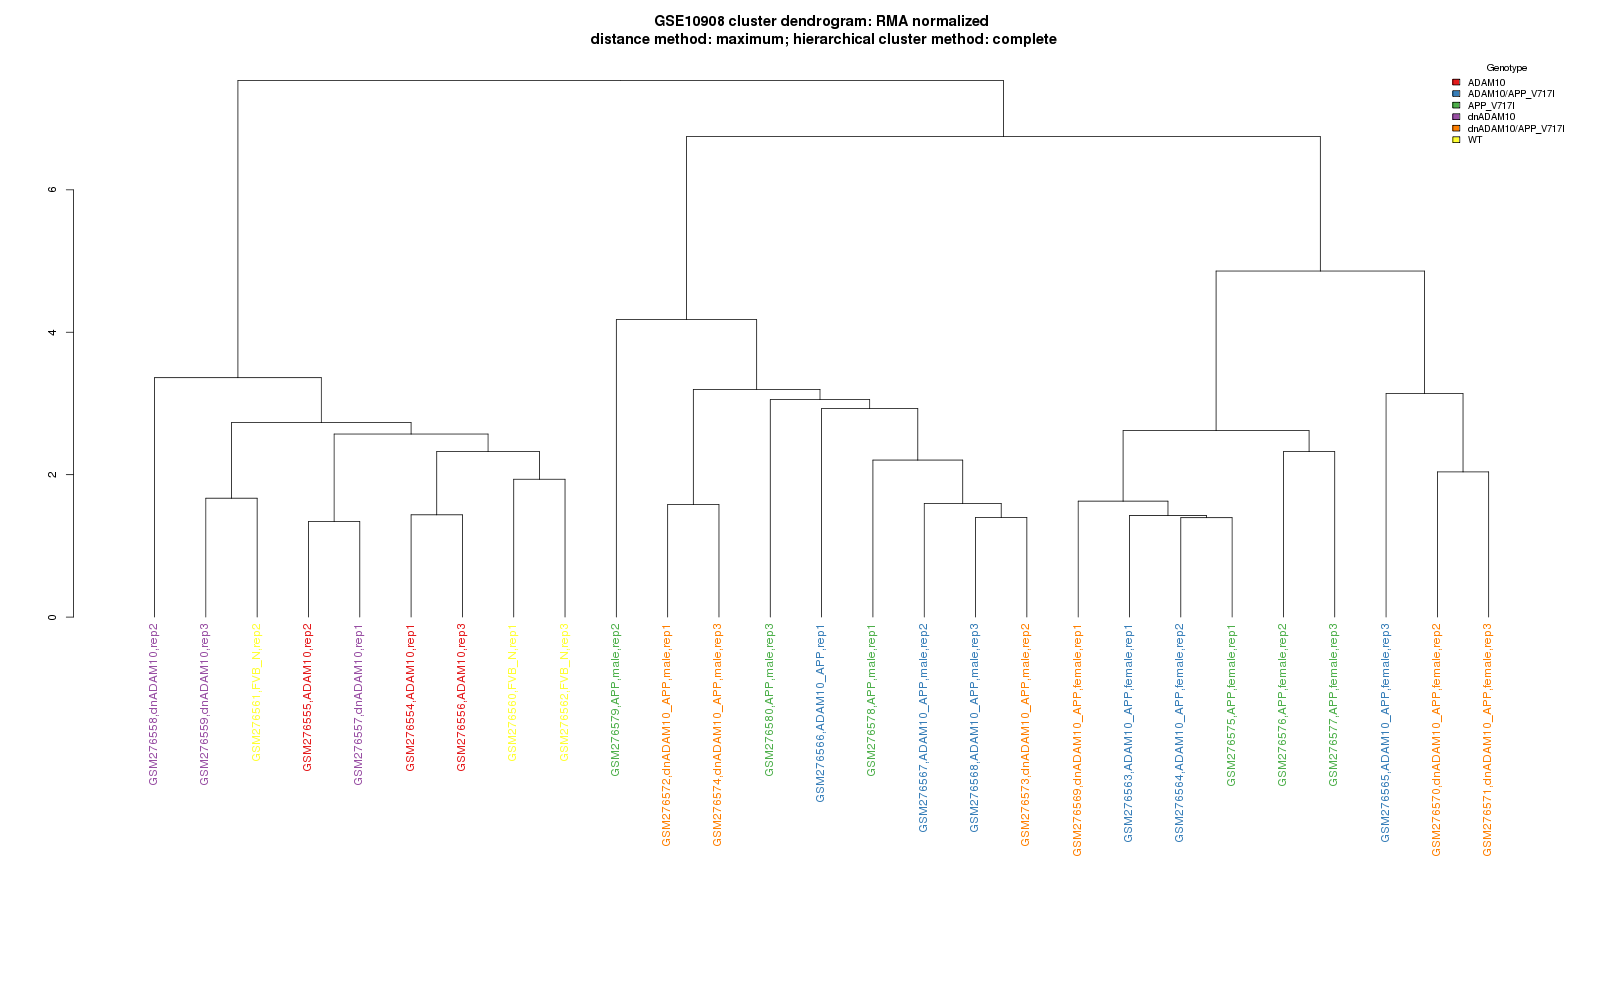 GSE10908 cluster dendrogram: RMA normalized
distance method: maximum; hierarchical cluster method: complete
Genotype
ADAM10
ADAM10/APP_V717I
APP_V717I
dnADAM10
dnADAM10/APP_V717I
WT
6
4
2
0
GSM276558,dnADAM10,rep2
GSM276559,dnADAM10,rep3
GSM276561,FVB_N,rep2
GSM276555,ADAM10,rep2
GSM276557,dnADAM10,rep1
GSM276554,ADAM10,rep1
GSM276556,ADAM10,rep3
GSM276560,FVB_N,rep1
GSM276562,FVB_N,rep3
GSM276579,APP,male,rep2
GSM276572,dnADAM10_APP,male,rep1
GSM276574,dnADAM10_APP,male,rep3
GSM276580,APP,male,rep3
GSM276566,ADAM10_APP,rep1
GSM276578,APP,male,rep1
GSM276567,ADAM10_APP,male,rep2
GSM276568,ADAM10_APP,male,rep3
GSM276573,dnADAM10_APP,male,rep2
GSM276569,dnADAM10_APP,female,rep1
GSM276563,ADAM10_APP,female,rep1
GSM276564,ADAM10_APP,female,rep2
GSM276575,APP,female,rep1
GSM276576,APP,female,rep2
GSM276577,APP,female,rep3
GSM276565,ADAM10_APP,female,rep3
GSM276570,dnADAM10_APP,female,rep2
GSM276571,dnADAM10_APP,female,rep3